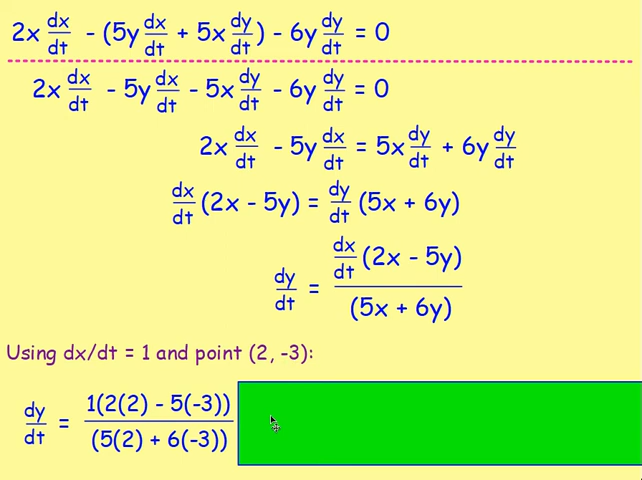 2x dx/dt - (5y dx/dt + 5x dy/dt) - 6y dy/dt = 0
2x dx/dt - 5y dx/dt - 5x dy/dt - 6y dy/dt = 0
2x dx/dt - 5y dx/dt = 5x dy/dt + 6y dy/dt
dx/dt (2x - 5y) = dy/dt (5x + 6y)
dy/dt = dx/dt (2x - 5y) / (5x + 6y)
Using dx/dt = 1 and point (2, -3):
dy/dt = 1(2(2) - 5(-3)) / (5(2) + 6(-3))